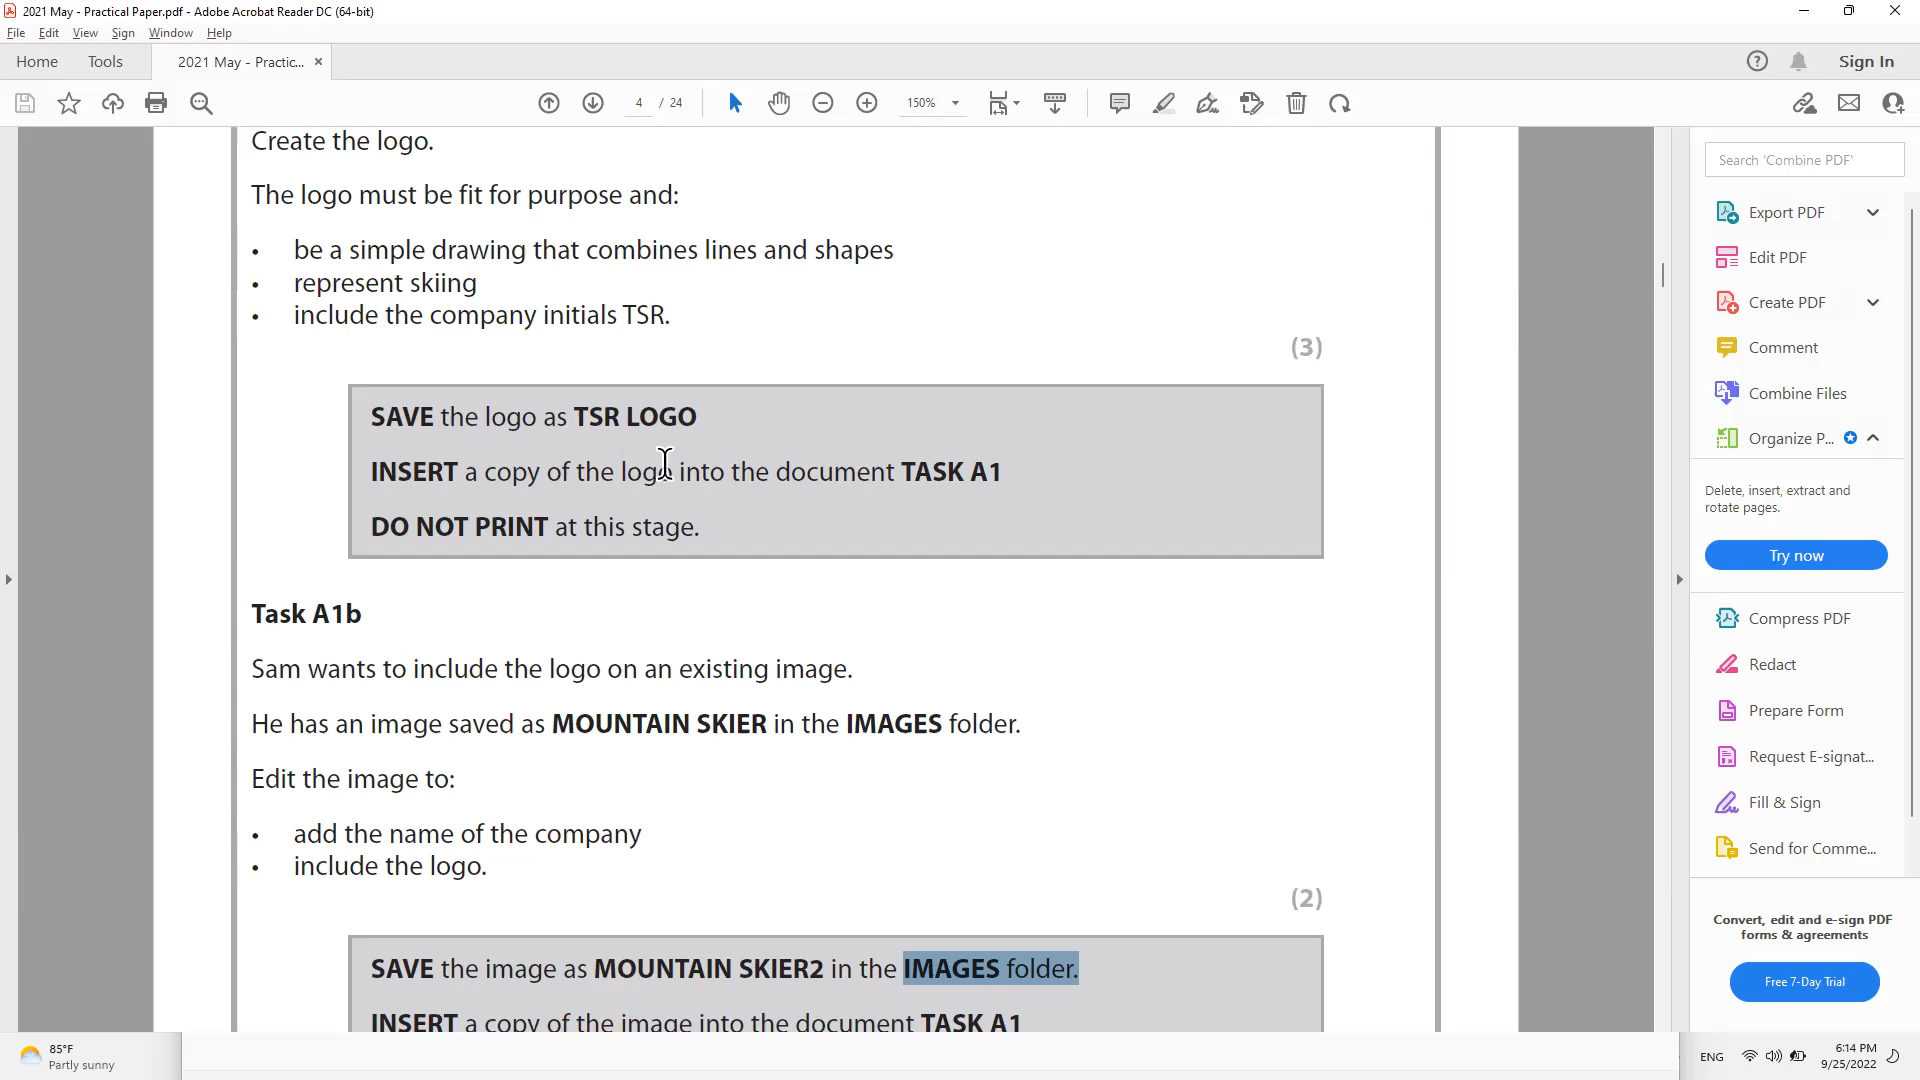 2021 May - Practical Paper.pdf - Adobe Acrobat Reader DC (64-bit)
File Edit View Sign Window Help
Home Tools 2021 May - Practic... × Sign In
4 / 24 150%
Create the logo.
The logo must be fit for purpose and:
• be a simple drawing that combines lines and shapes
• represent skiing
• include the company initials TSR.
(3)
SAVE the logo as TSR LOGO
INSERT a copy of the logo into the document TASK A1
DO NOT PRINT at this stage.
Task A1b
Sam wants to include the logo on an existing image.
He has an image saved as MOUNTAIN SKIER in the IMAGES folder.
Edit the image to:
• add the name of the company
• include the logo.
(2)
SAVE the image as MOUNTAIN SKIER2 in the IMAGES folder.
INSERT a copy of the image into the document TASK A1
Search 'Combine PDF'
Export PDF
Edit PDF
Create PDF
Comment
Combine Files
Organize P...
Delete, insert, extract and
rotate pages.
Try now
Compress PDF
Redact
Prepare Form
Request E-signat...
Fill & Sign
Send for Comme...
Convert, edit and e-sign PDF
forms & agreements
Free 7-Day Trial
85°F
Partly sunny
ENG
6:14 PM
9/25/2022